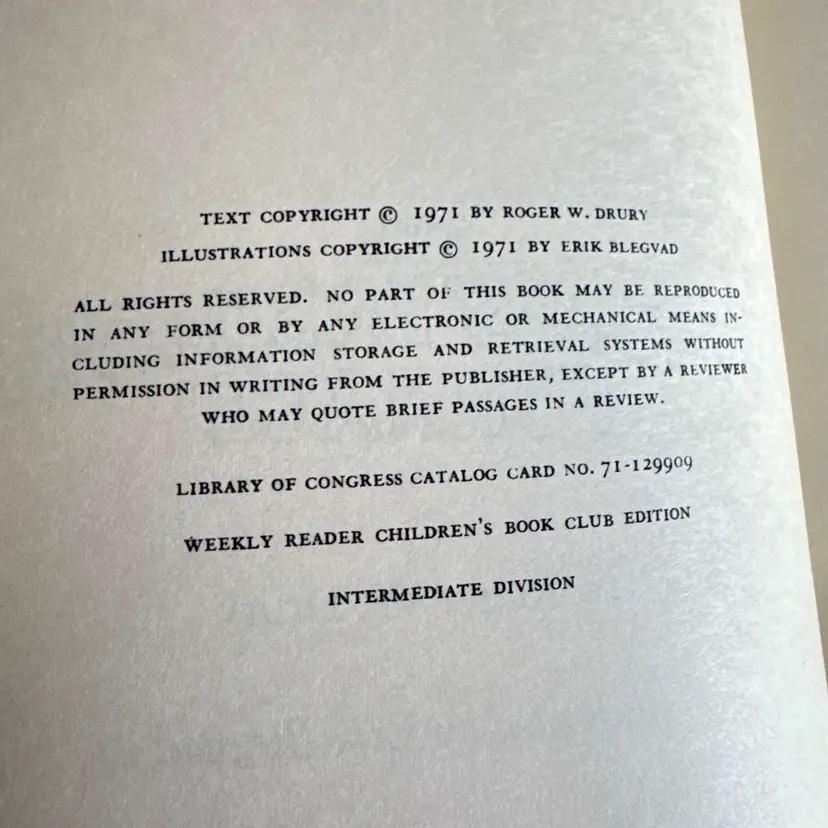 TEXT COPYRIGHT © 1971 BY ROGER W. DRURY
ILLUSTRATIONS COPYRIGHT © 1971 BY ERIK BLEGVAD
ALL RIGHTS RESERVED. NO PART OF THIS BOOK MAY BE REPRODUCED
IN ANY FORM OR BY ANY ELECTRONIC OR MECHANICAL MEANS IN-
CLUDING INFORMATION STORAGE AND RETRIEVAL SYSTEMS WITHOUT
PERMISSION IN WRITING FROM THE PUBLISHER, EXCEPT BY A REVIEWER
WHO MAY QUOTE BRIEF PASSAGES IN A REVIEW.
LIBRARY OF CONGRESS CATALOG CARD NO. 71-129909
WEEKLY READER CHILDREN'S BOOK CLUB EDITION
INTERMEDIATE DIVISION